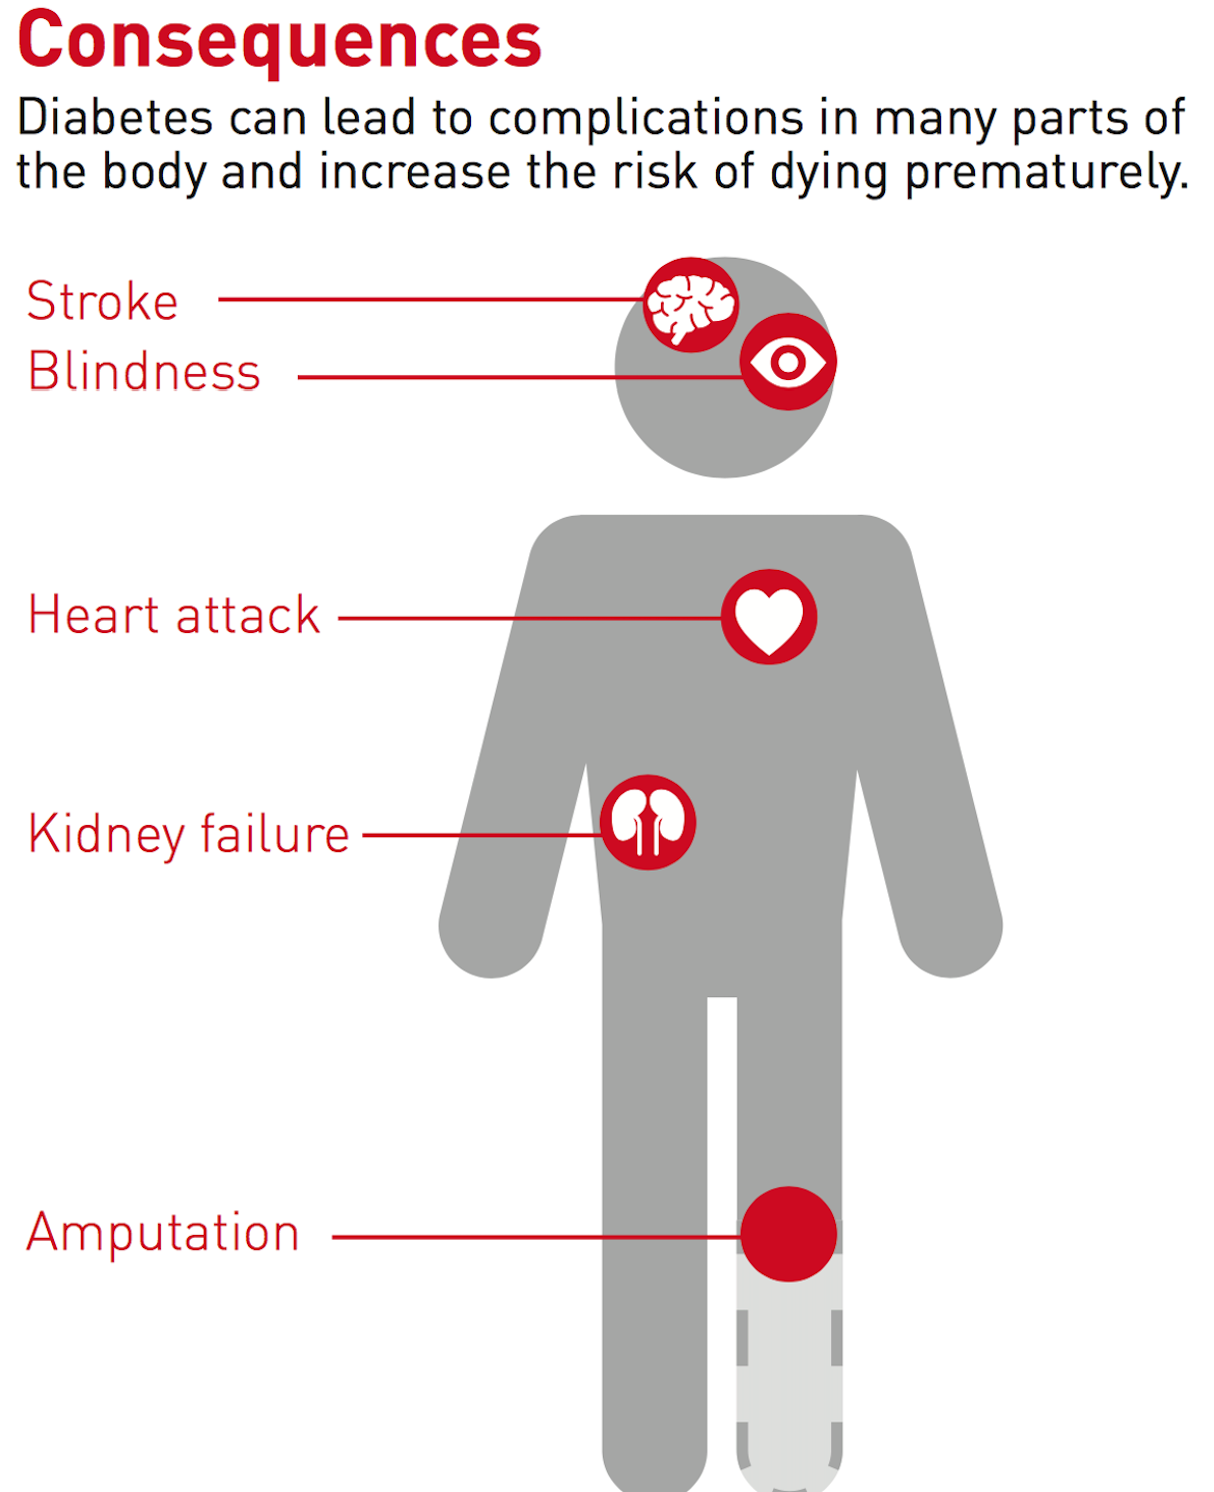 Consequences
Diabetes can lead to complications in many parts of
the body and increase the risk of dying prematurely.
Stroke
Blindness
Heart attack
Kidney failure
Amputation